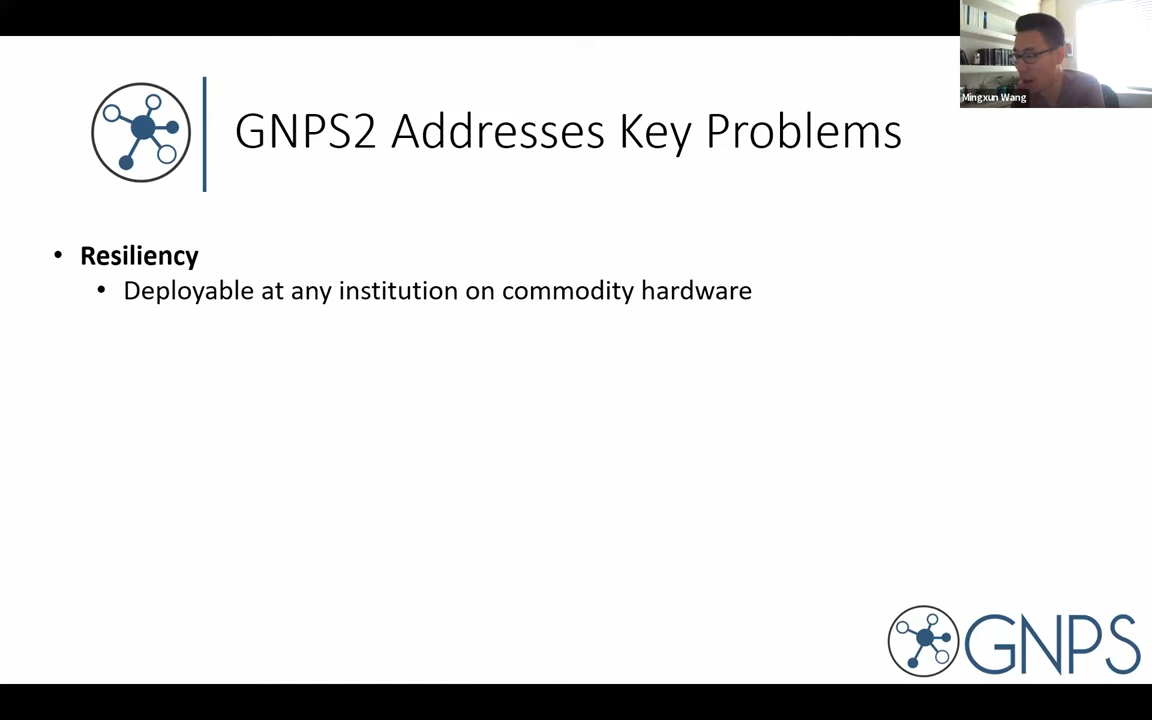 Mingxun Wang
GNPS2 Addresses Key Problems
• Resiliency
• Deployable at any institution on commodity hardware
GNPS